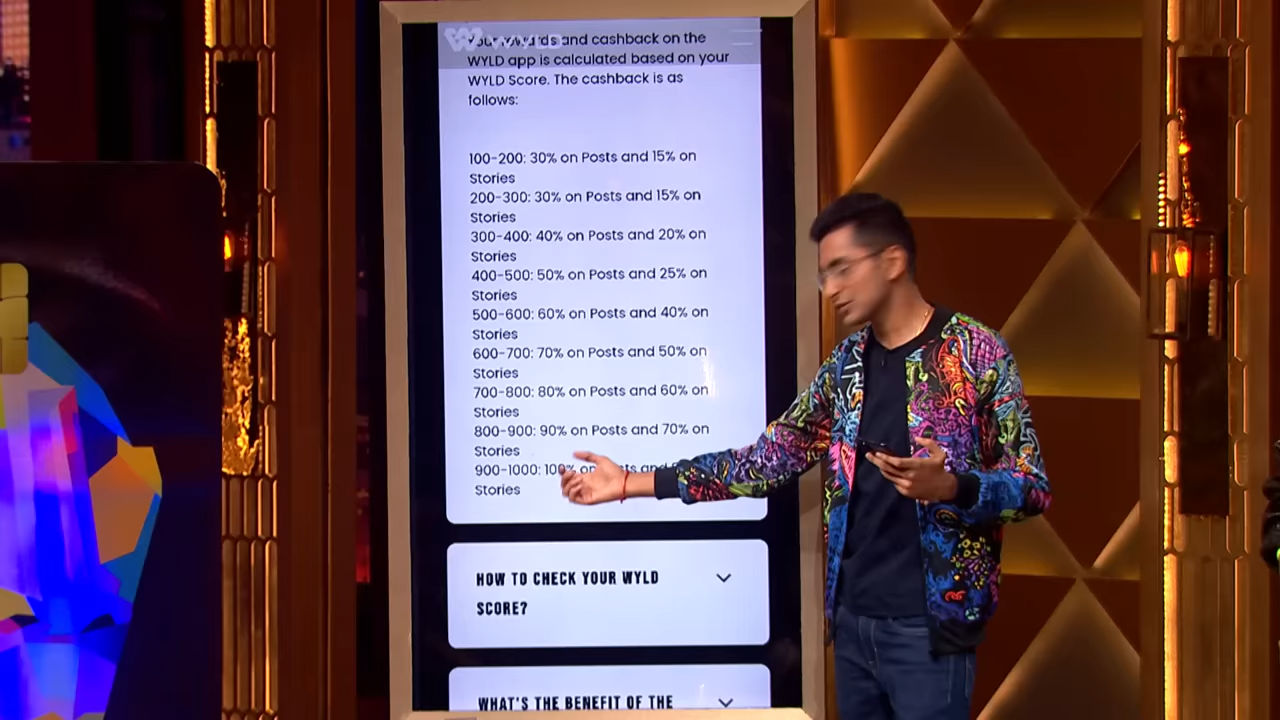 Your rewards and cashback on the
WYLD app is calculated based on your
WYLD Score. The cashback is as
follows:
100-200: 30% on Posts and 15% on
Stories
200-300: 30% on Posts and 15% on
Stories
300-400: 40% on Posts and 20% on
Stories
400-500: 50% on Posts and 25% on
Stories
500-600: 60% on Posts and 40% on
Stories
600-700: 70% on Posts and 50% on
Stories
700-800: 80% on Posts and 60% on
Stories
800-900: 90% on Posts and 70% on
Stories
900-1000: 100% on Posts and
Stories
HOW TO CHECK YOUR WYLD
SCORE?
WHAT'S THE BENEFIT OF THE